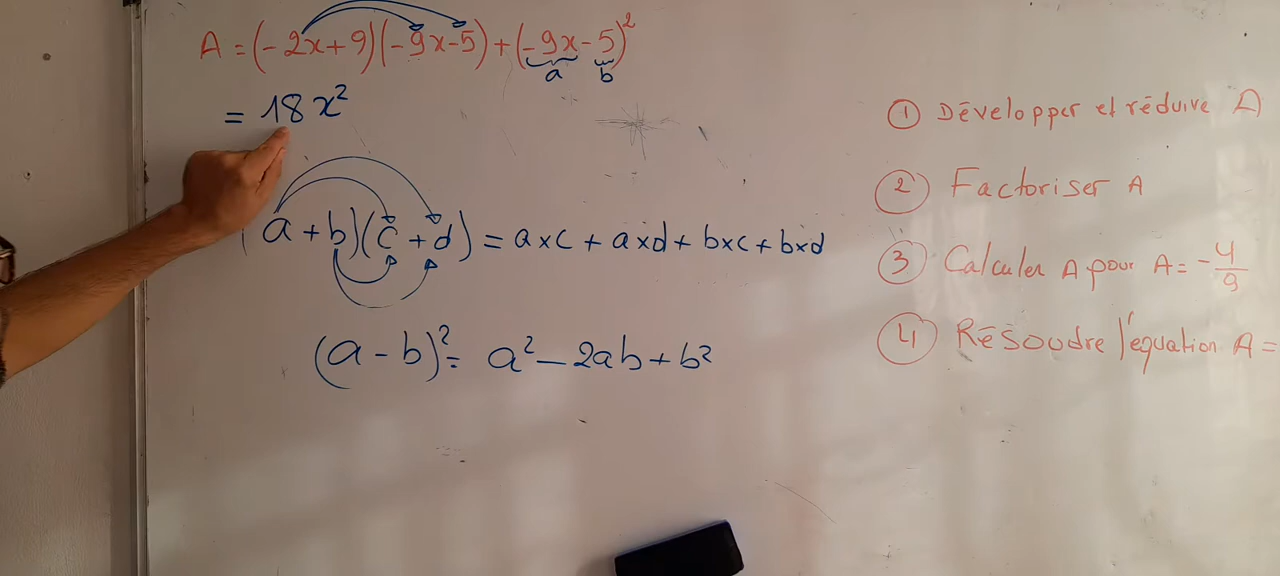 A = (-2x+9)(-9x-5)+(-9x-5)²
a b
= 18x²
(a+b)(c+d) = a×c + a×d + b×c + b×d
(a-b)² = a² - 2ab + b²
① Développer et réduire A
② Factoriser A
③ Calculer A pour A = -4/9
④ Résoudre l'équation A =